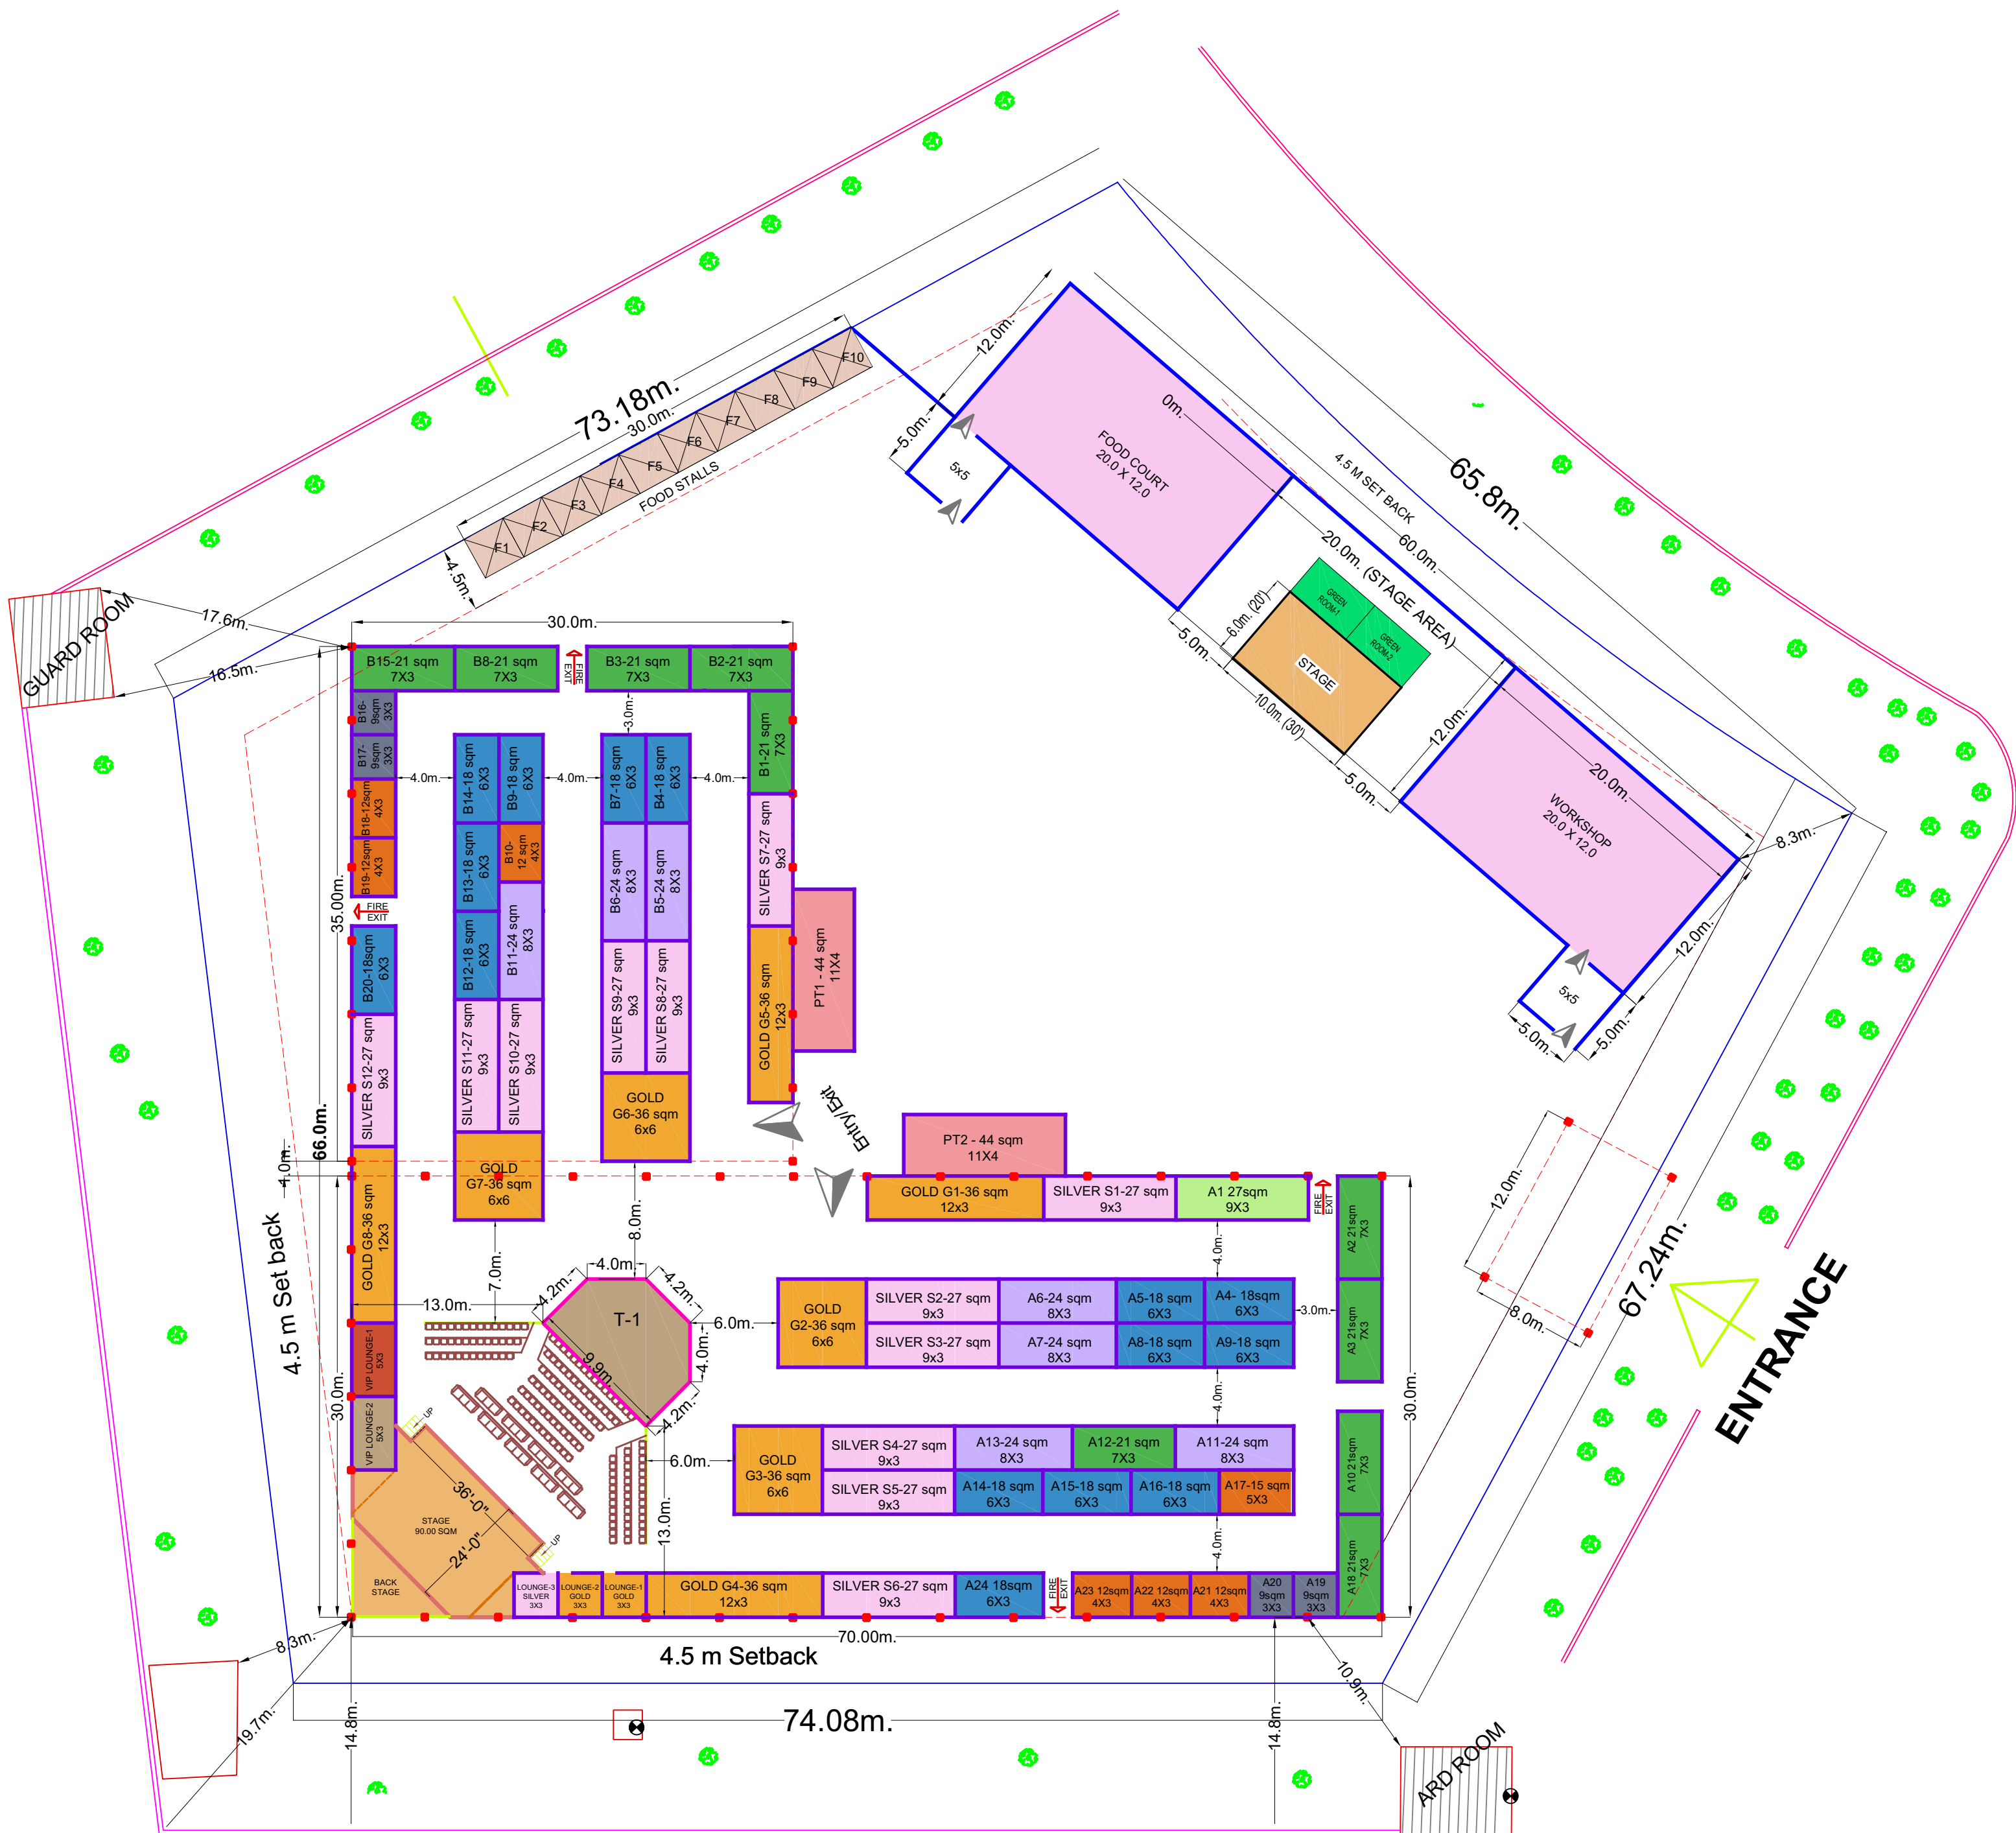 73.18m.
30.0m.
F1
F2
F3
F4
F5
F6
F7
F8
F9
F10
FOOD STALLS
4.5m.
12.0m.
5.0m.
5x5
0m.
FOOD COURT
20.0 X 12.0
4.5 M SET BACK
65.8m.
60.0m.
20.0m. (STAGE AREA)
6.0m. (20')
GREEN
ROOM-1
GREEN
ROOM-2
STAGE
5.0m.
10.0m. (30')
5.0m.
12.0m.
20.0m.
WORKSHOP
20.0 X 12.0
8.3m.
12.0m.
5x5
5.0m.
5.0m.
GUARD ROOM
17.6m.
16.5m.
30.0m.
B15-21 sqm
7X3
B8-21 sqm
7X3
FIRE
EXIT
B3-21 sqm
7X3
B2-21 sqm
7X3
B16-
9sqm
3X3
B17-
9sqm
3X3
B18-12sqm
4X3
B19-12sqm
4X3
FIRE
EXIT
B20-18sqm
6X3
SILVER S12-27 sqm
9x3
GOLD G8-36 sqm
12x3
VIP LOUNGE-1
5X3
VIP LOUNGE-2
5X3
35.00m.
66.0m.
4.0m.
30.0m.
4.5 m Set back
3.0m.
4.0m.
4.0m.
4.0m.
B14-18 sqm
6X3
B9-18 sqm
6X3
B13-18 sqm
6X3
B10-
12 sqm
4X3
B12-18 sqm
6X3
B11-24 sqm
8X3
SILVER S11-27 sqm
9x3
SILVER S10-27 sqm
9x3
GOLD
G7-36 sqm
6x6
B7-18 sqm
6X3
B4-18 sqm
6X3
B6-24 sqm
8X3
B5-24 sqm
8X3
SILVER S9-27 sqm
9x3
SILVER S8-27 sqm
9x3
GOLD
G6-36 sqm
6x6
B1-21 sqm
7X3
SILVER S7-27 sqm
9x3
GOLD G5-36 sqm
12x3
PT1 - 44 sqm
11X4
Entry/Exit
PT2 - 44 sqm
11X4
GOLD G1-36 sqm
12x3
SILVER S1-27 sqm
9x3
A1 27sqm
9X3
FIRE
EXIT
A2 21sqm
7X3
A3 21sqm
7X3
A10 21sqm
7X3
A18 21sqm
7X3
7.0m.
8.0m.
4.0m.
4.2m.
4.2m.
T-1
13.0m.
9.9m.
4.0m.
4.2m.
6.0m.
4.0m.
GOLD
G2-36 sqm
6x6
SILVER S2-27 sqm
9x3
A6-24 sqm
8X3
A5-18 sqm
6X3
A4- 18sqm
6X3
3.0m.
SILVER S3-27 sqm
9x3
A7-24 sqm
8X3
A8-18 sqm
6X3
A9-18 sqm
6X3
4.0m.
6.0m.
GOLD
G3-36 sqm
6x6
SILVER S4-27 sqm
9x3
A13-24 sqm
8X3
A12-21 sqm
7X3
A11-24 sqm
8X3
SILVER S5-27 sqm
9x3
A14-18 sqm
6X3
A15-18 sqm
6X3
A16-18 sqm
6X3
A17-15 sqm
5X3
4.0m.
30.0m.
13.0m.
UP
36'-0"
STAGE
90.00 SQM
24'-0"
UP
BACK
STAGE
LOUNGE-3
SILVER
3X3
LOUNGE-2
GOLD
3X3
LOUNGE-1
GOLD
3X3
GOLD G4-36 sqm
12x3
SILVER S6-27 sqm
9x3
A24 18sqm
6X3
FIRE
EXIT
A23 12sqm
4X3
A22 12sqm
4X3
A21 12sqm
4X3
A20
9sqm
3X3
A19
9sqm
3X3
70.00m.
4.5 m Setback
74.08m.
8.3m.
19.7m.
14.8m.
14.8m.
10.9m.
ARD ROOM
12.0m.
8.0m.
67.24m.
ENTRANCE